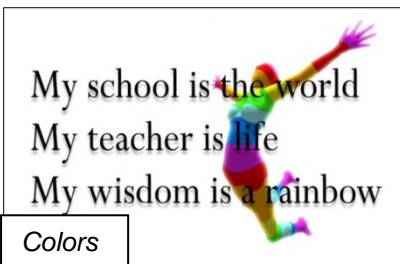 My school is the world
My teacher is life
My wisdom is a rainbow
Colors